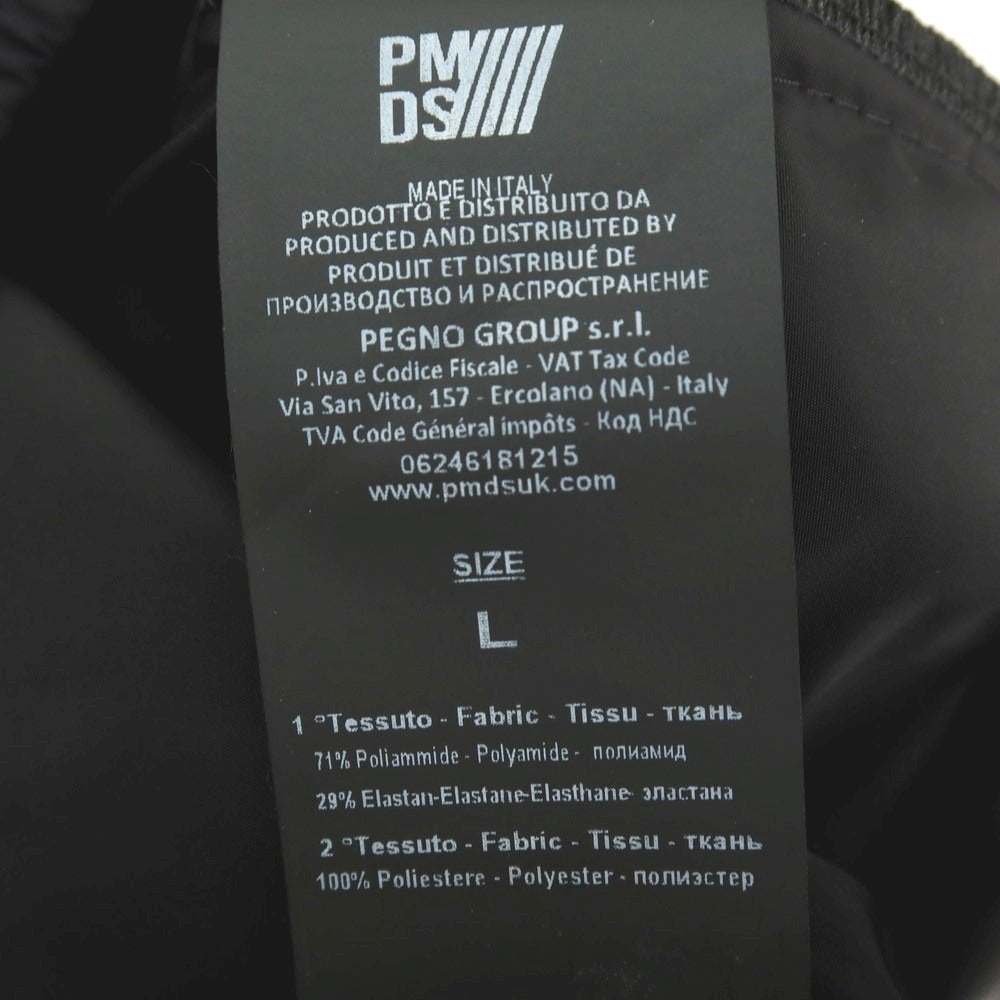 PM
DS
MADE IN ITALY
PRODOTTO E DISTRIBUITO DA
PRODUCED AND DISTRIBUTED BY
PRODUIT ET DISTRIBUÉ DE
ПРОИЗВОДСТВО И РАСПРОСТРАНЕНИЕ
PEGNO GROUP s.r.l.
P.Iva e Codice Fiscale - VAT Tax Code
Via San Vito, 157 - Ercolano (NA) - Italy
TVA Code Général impôts - Код НДС
06246181215
www.pmdsuk.com
SIZE
L
1 °Tessuto - Fabric - Tissu - ткань
71% Poliammide - Polyamide - полиамид
29% Elastan-Elastane-Elasthane- эластана
2 °Tessuto - Fabric - Tissu - ткань
100% Poliestere - Polyester - полиэстер